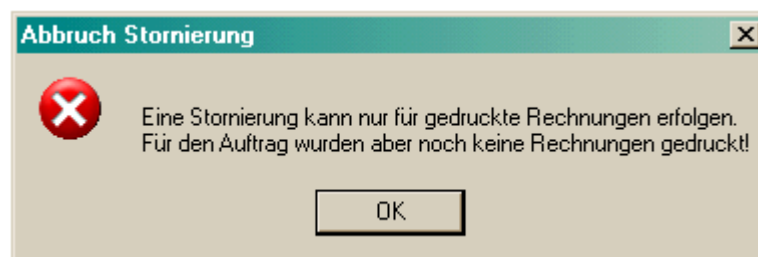 Abbruch Stornierung
Eine Stornierung kann nur für gedruckte Rechnungen erfolgen.
Für den Auftrag wurden aber noch keine Rechnungen gedruckt!
OK